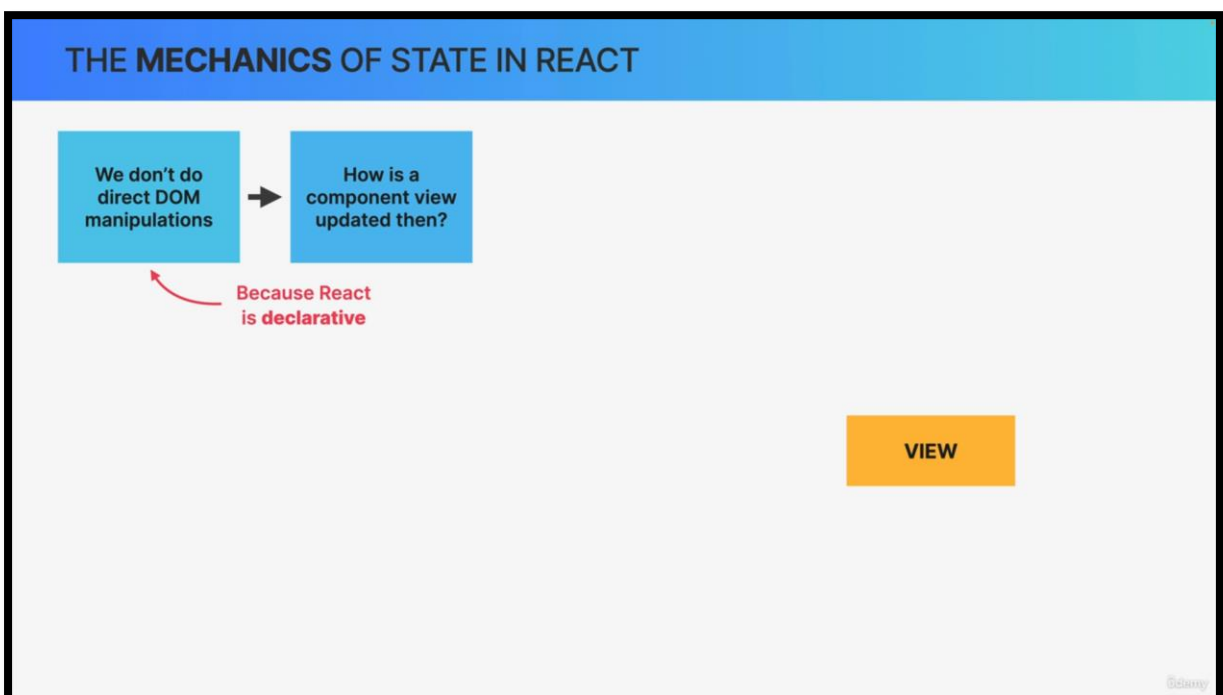 THE MECHANICS OF STATE IN REACT
We don't do
direct DOM
manipulations
How is a
component view
updated then?
Because React
is declarative
VIEW
ûdemy